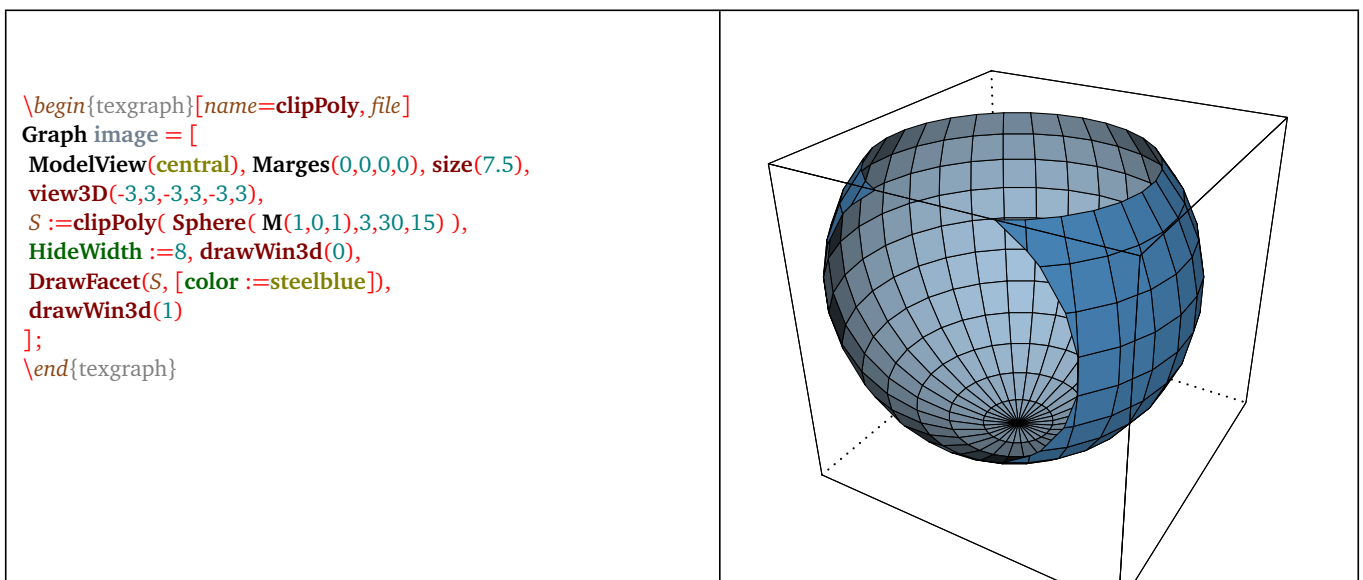 \begin{texgraph}[name=clipPoly, file]
Graph image = [
ModelView(central), Marges(0,0,0,0), size(7.5),
view3D(-3,3,-3,3,-3,3),
S :=clipPoly( Sphere( M(1,0,1),3,30,15) ),
HideWidth :=8, drawWin3d(0),
DrawFacet(S, [color :=steelblue]),
drawWin3d(1)
];
\end{texgraph}